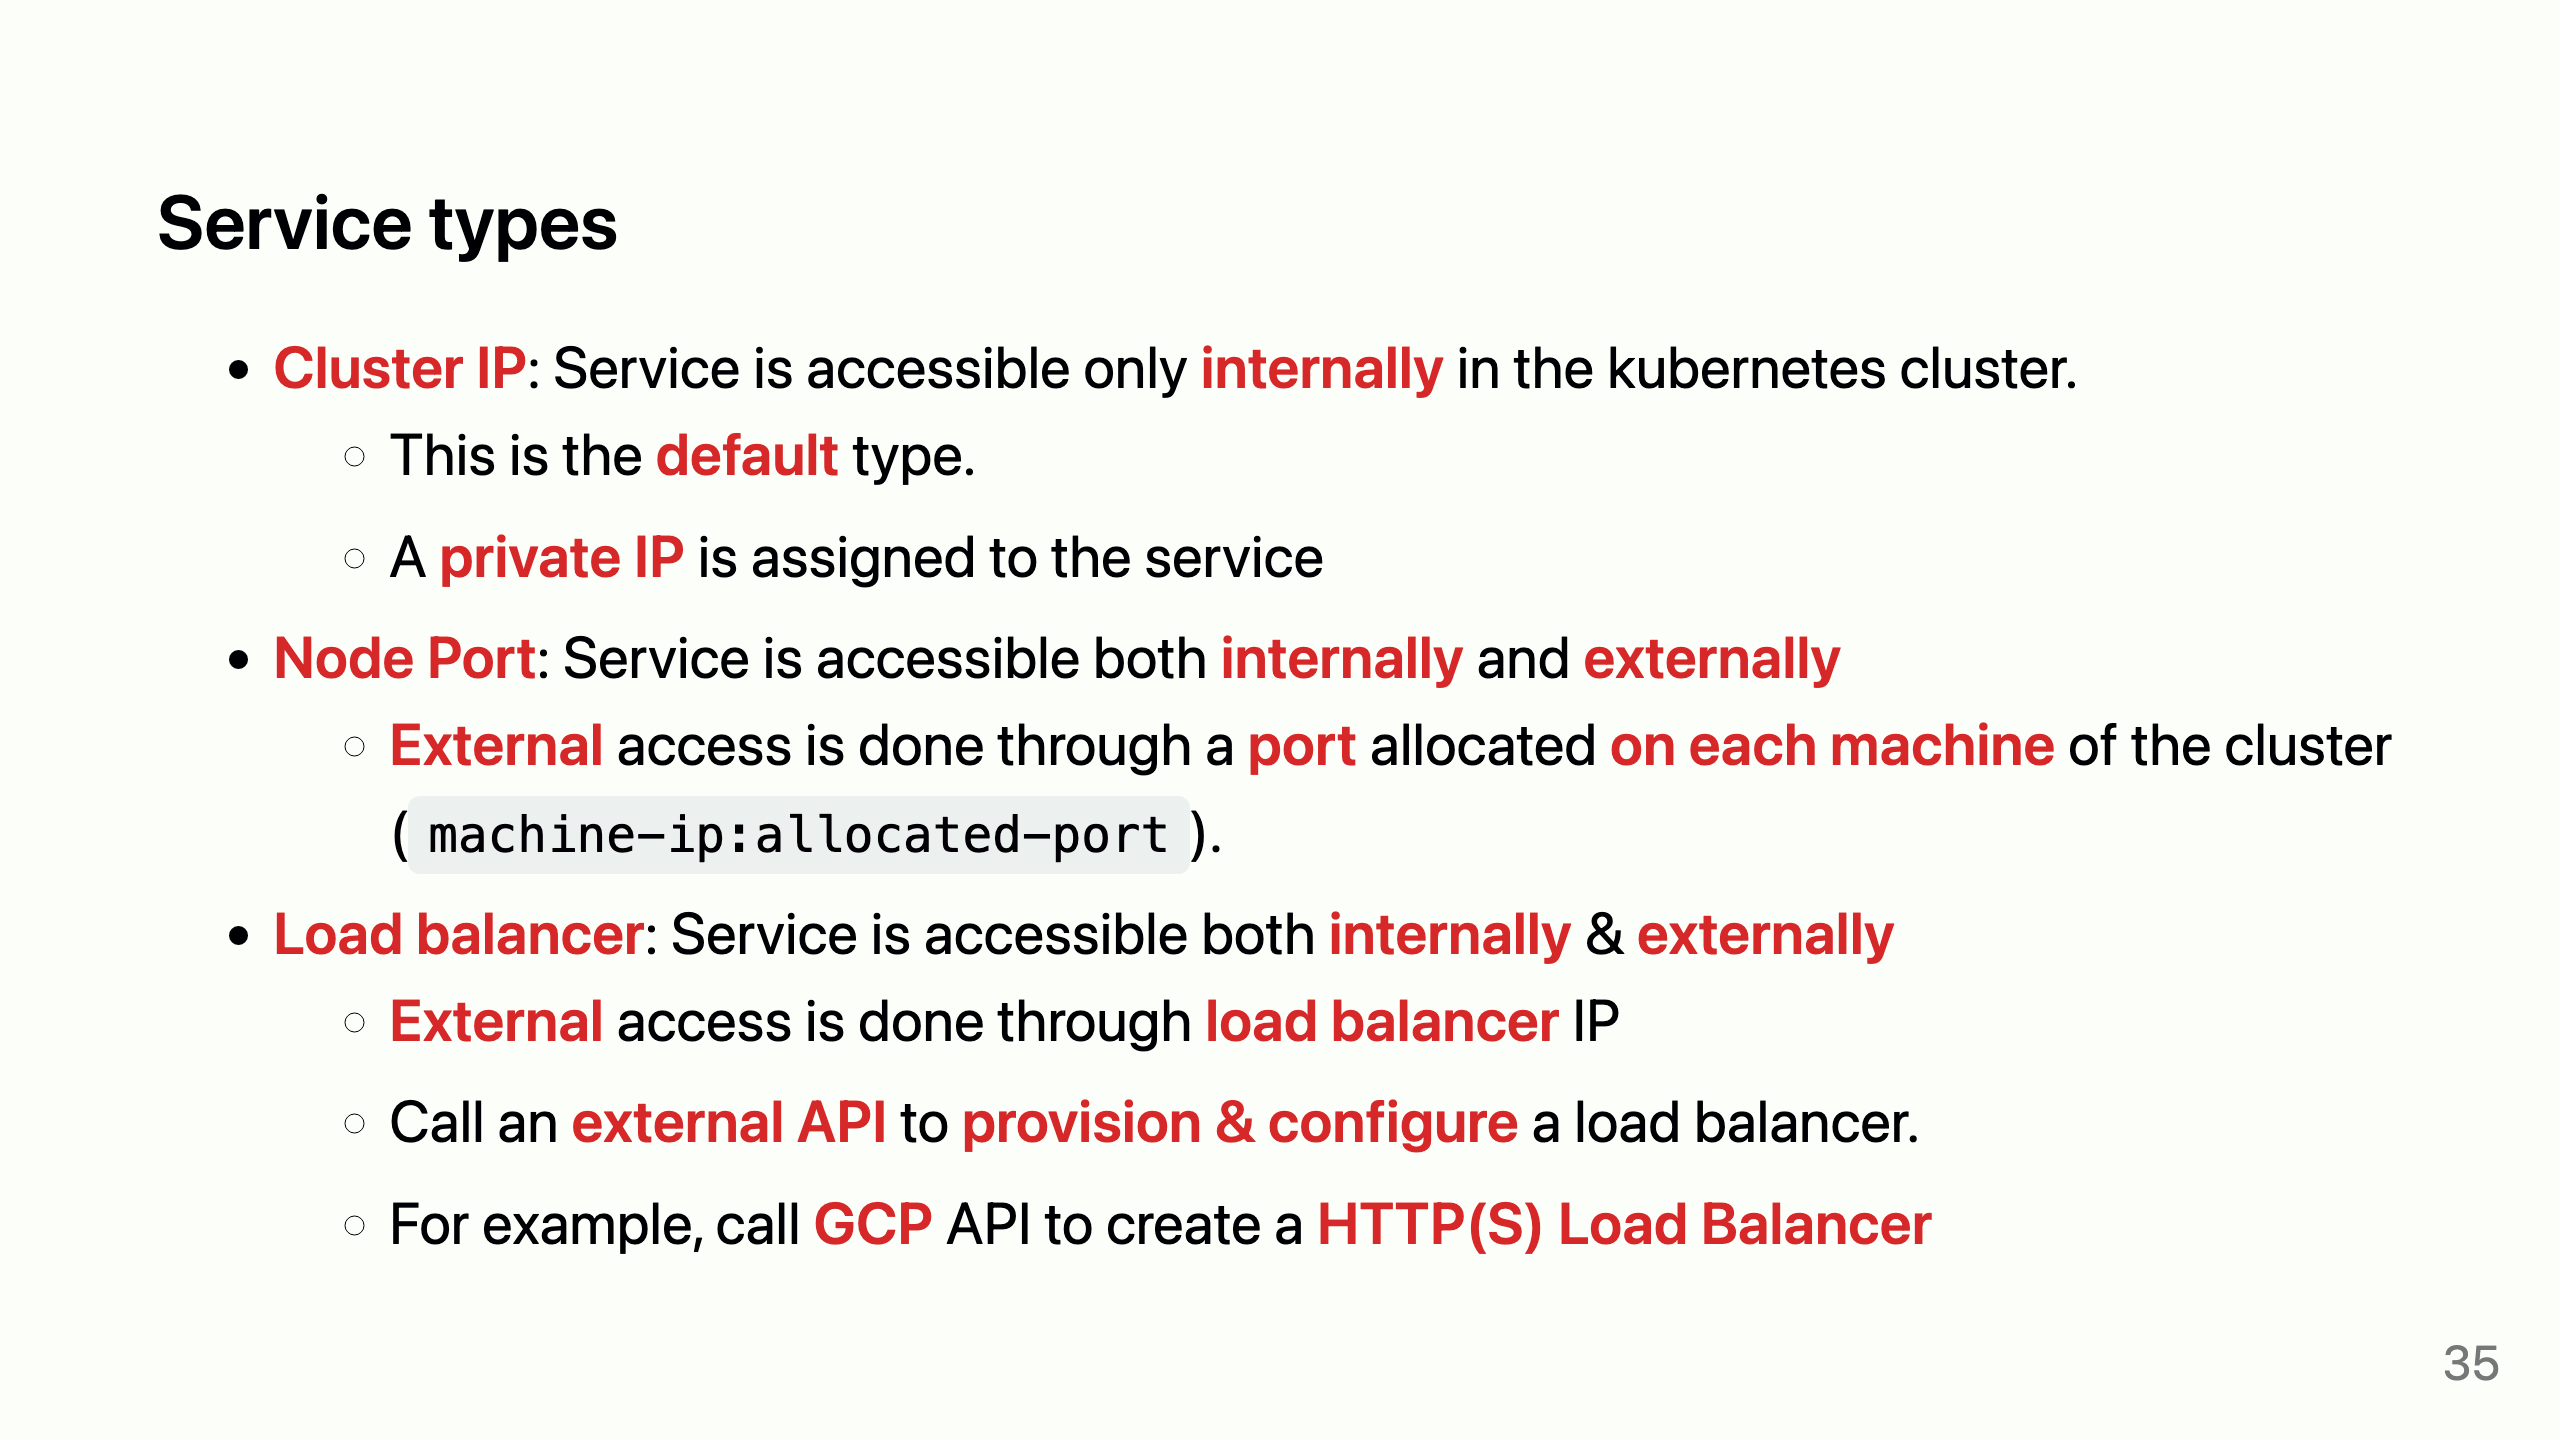 Service types
• Cluster IP: Service is accessible only internally in the kubernetes cluster.
○ This is the default type.
○ A private IP is assigned to the service
• Node Port: Service is accessible both internally and externally
○ External access is done through a port allocated on each machine of the cluster
(machine-ip:allocated-port).
• Load balancer: Service is accessible both internally & externally
○ External access is done through load balancer IP
○ Call an external API to provision & configure a load balancer.
○ For example, call GCP API to create a HTTP(S) Load Balancer
35